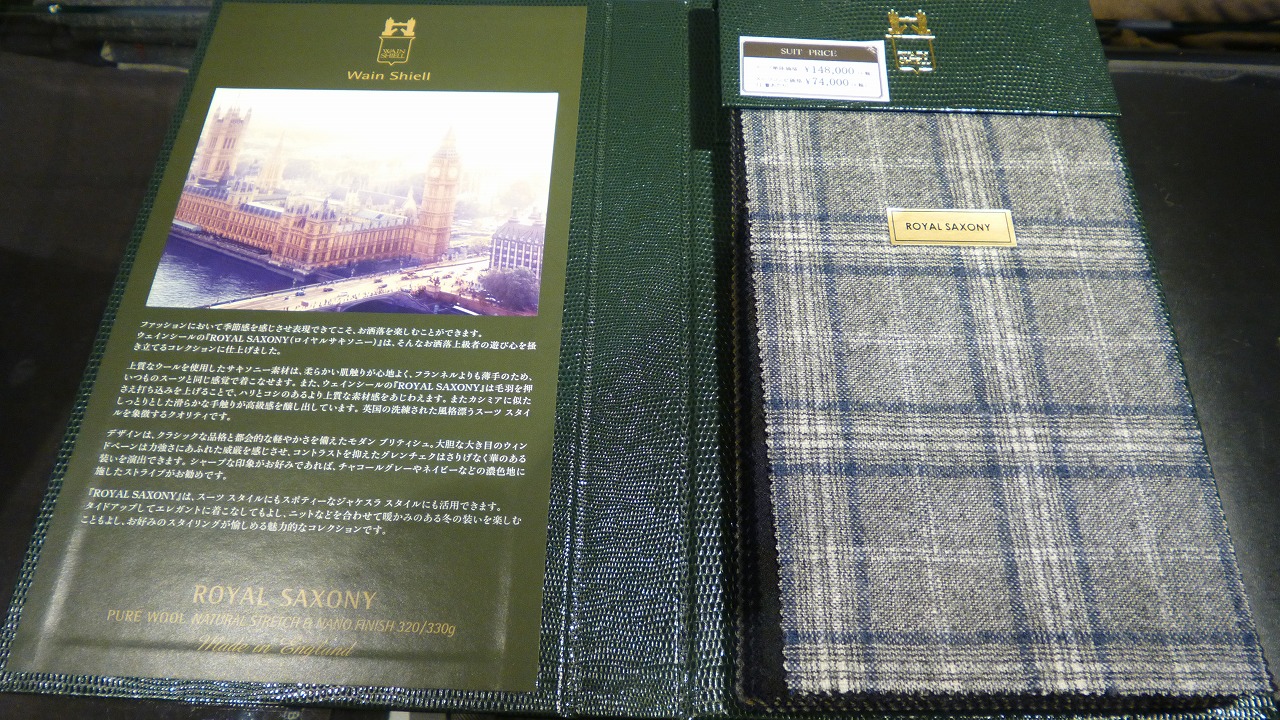 WAIN
SHIELL
Wain Shiell
ファッションにおいて季節感を感じさせ表現できてこそ、お洒落を楽しむことができます。
ウェインシールの『ROYAL SAXONY(ロイヤルサキソニー)』は、そんなお洒落上級者の遊び心を掻
き立てるコレクションに仕上げました。
上質なウールを使用したサキソニー素材は、柔らかい肌触りが心地よく、フランネルよりも薄手のため、
いつものスーツと同じ感覚で着こなせます。また、ウェインシールの『ROYAL SAXONY』は毛羽を押
さえ打ち込みを上げることで、ハリとコシのあるより上質な素材感をあじわえます。またカシミアに似た
しっとりとした滑らかな手触りが高級感を醸し出しています。英国の洗練された風格漂うスーツ スタイ
ルを象徴するクオリティです。
デザインは、クラシックな品格と都会的な軽やかさを備えたモダン ブリティシュ。大胆な大き目のウィン
ドペーンは力強さにあふれた威厳を感じさせ、コントラストを抑えたグレンチェクはさりげなく華のある
装いを演出できます。シャープな印象がお好みであれば、チャコールグレーやネイビーなどの濃色地に
施したストライプがお勧めです。
『ROYAL SAXONY』は、スーツ スタイルにもスポティーなジャケスラ スタイルにも活用できます。
タイドアップしてエレガントに着こなしてもよし、ニットなどを合わせて暖かみのある冬の装いを楽しむ
こともよし、お好みのスタイリングが愉しめる魅力的なコレクションです。
ROYAL SAXONY
PURE WOOL NATURAL STRETCH & NANO FINISH 320/330g
Made in England
SUIT PRICE
¥148,000
¥74,000
ROYAL SAXONY